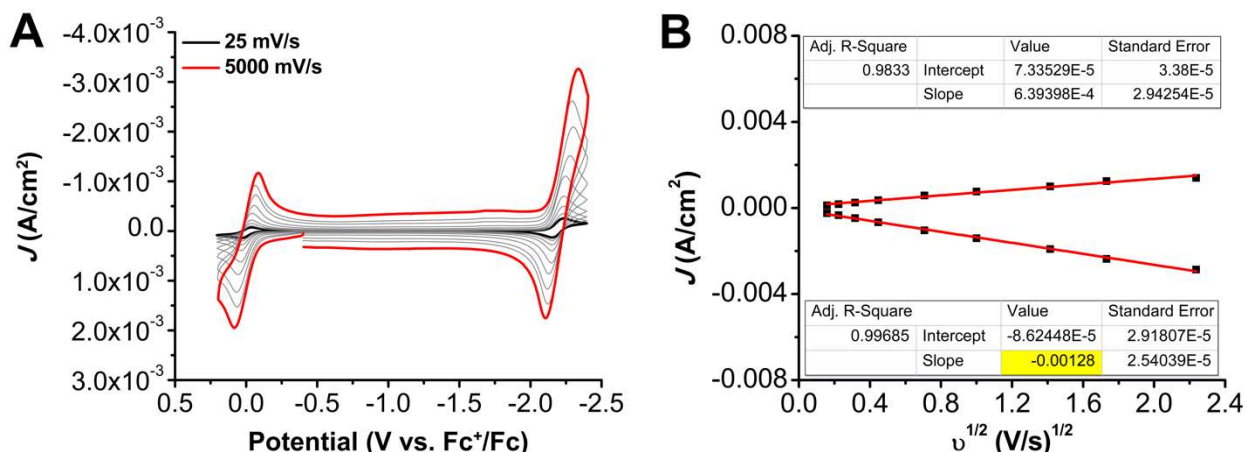 A
25 mV/s
5000 mV/s
-4.0x10⁻³
-3.0x10⁻³
-2.0x10⁻³
-1.0x10⁻³
0.0
1.0x10⁻³
2.0x10⁻³
3.0x10⁻³
J (A/cm²)
0.5 0.0 -0.5 -1.0 -1.5 -2.0 -2.5
Potential (V vs. Fc⁺/Fc)
B
0.008
0.004
0.000
-0.004
-0.008
J (A/cm²)
Adj. R-Square Value Standard Error
0.9833 Intercept 7.33529E-5 3.38E-5
Slope 6.39398E-4 2.94254E-5
Adj. R-Square Value Standard Error
0.99685 Intercept -8.62448E-5 2.91807E-5
Slope -0.00128 2.54039E-5
0.0 0.4 0.8 1.2 1.6 2.0 2.4
υ^1/2 (V/s)^1/2